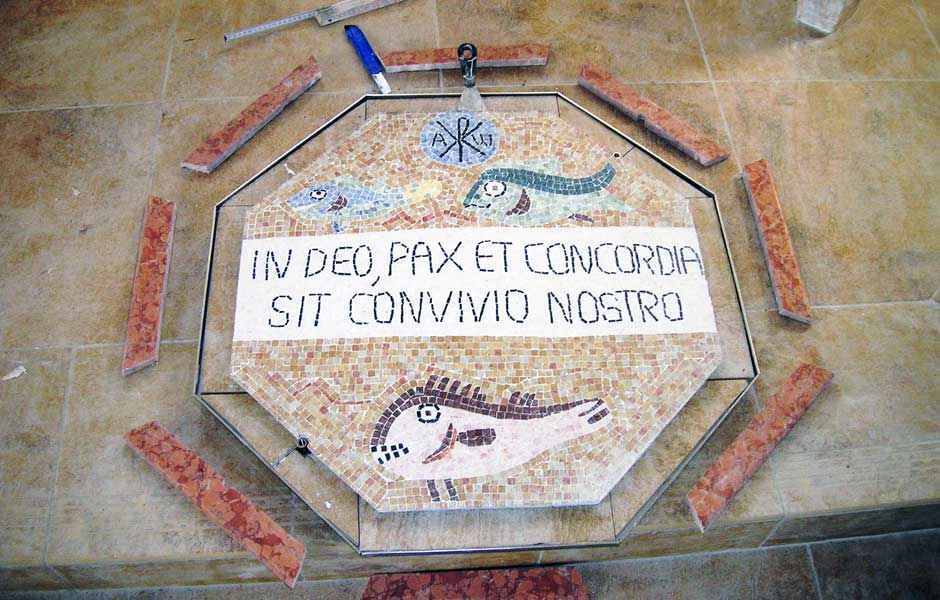 A ☧ ω
IN DEO, PAX ET CONCORDIA
SIT CONVIVIO NOSTRO